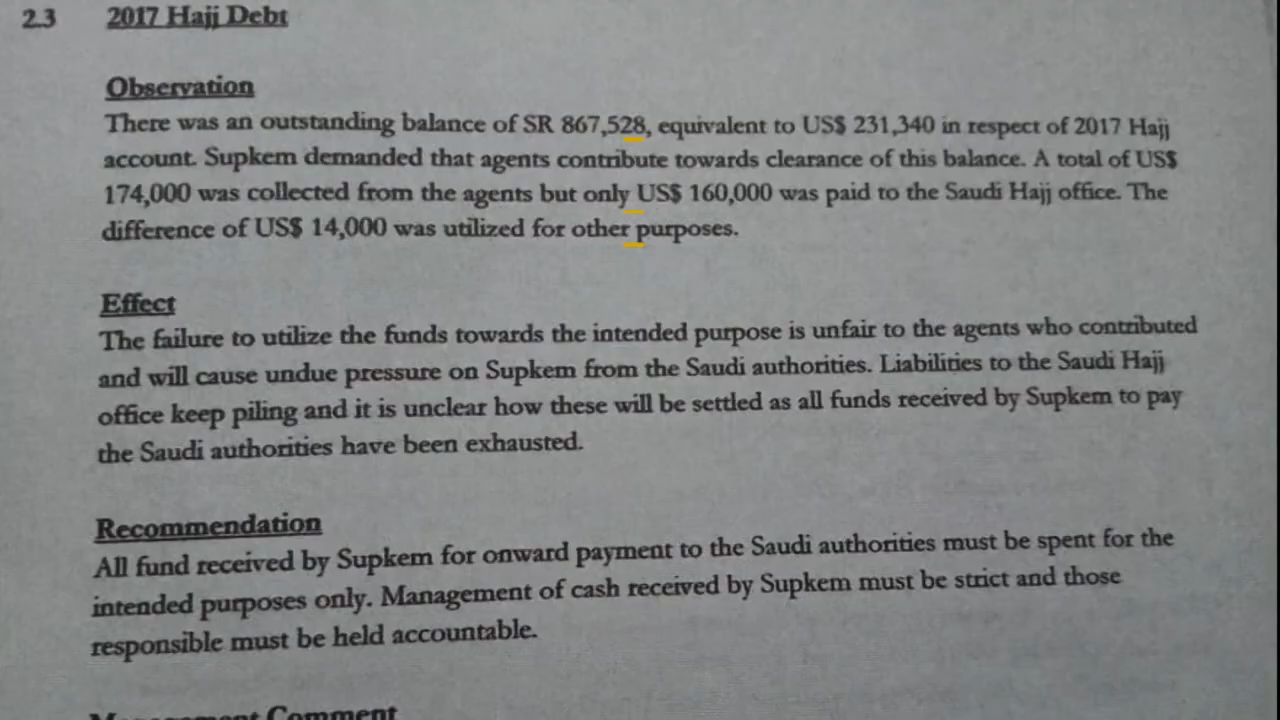 2.3 2017 Hajj Debt
Observation
There was an outstanding balance of SR 867,528, equivalent to US$ 231,340 in respect of 2017 Hajj
account. Supkem demanded that agents contribute towards clearance of this balance. A total of US$
174,000 was collected from the agents but only US$ 160,000 was paid to the Saudi Hajj office. The
difference of US$ 14,000 was utilized for other purposes.
Effect
The failure to utilize the funds towards the intended purpose is unfair to the agents who contributed
and will cause undue pressure on Supkem from the Saudi authorities. Liabilities to the Saudi Hajj
office keep piling and it is unclear how these will be settled as all funds received by Supkem to pay
the Saudi authorities have been exhausted.
Recommendation
All fund received by Supkem for onward payment to the Saudi authorities must be spent for the
intended purposes only. Management of cash received by Supkem must be strict and those
responsible must be held accountable.
Management Comment